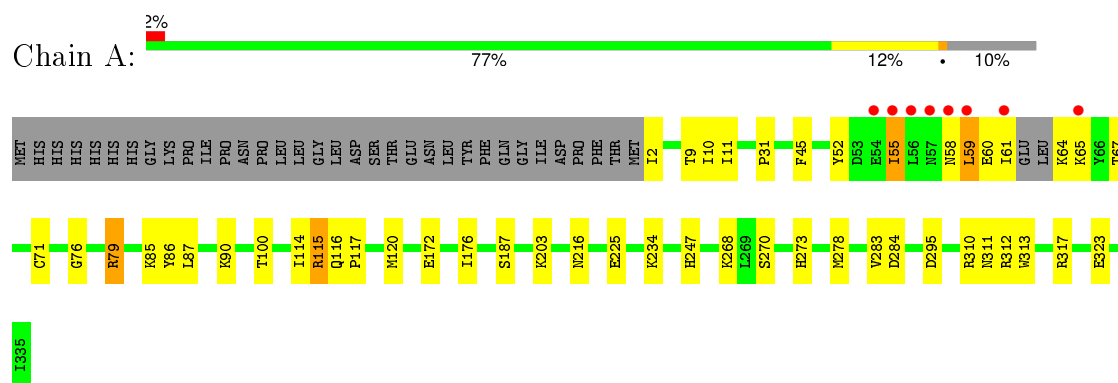 2%
Chain A:
77% 12% • 10%
MET HIS HIS HIS HIS HIS HIS GLY LYS PRO ILE PRO ASN PRO LEU LEU GLY LEU ASP SER THR GLU ASN LEU TYR PHE GLN GLY ILE ASP PRO PHE THR MET I2 T9 I10 I11 P31 F45 Y52 D53 E54 I55 L56 N57 N58 L59 E60 I61 GLU LEU K64 K65 Y66 T67
C71 G76 R79 K85 Y86 L87 K90 T100 I114 R115 Q116 P117 M120 E172 I176 S187 K203 N216 E225 K234 H247 K268 L269 S270 H273 M278 V283 D284 D295 R310 N311 R312 W313 R317 E323
I335